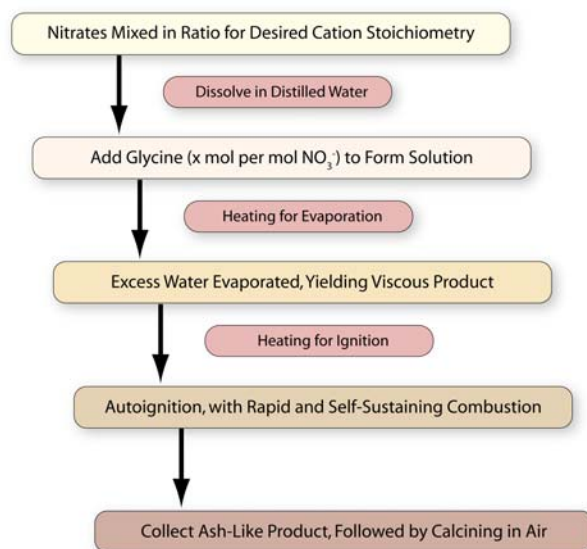 Nitrates Mixed in Ratio for Desired Cation Stoichiometry
Dissolve in Distilled Water
Add Glycine (x mol per mol NO₃⁻) to Form Solution
Heating for Evaporation
Excess Water Evaporated, Yielding Viscous Product
Heating for Ignition
Autoignition, with Rapid and Self-Sustaining Combustion
Collect Ash-Like Product, Followed by Calcining in Air